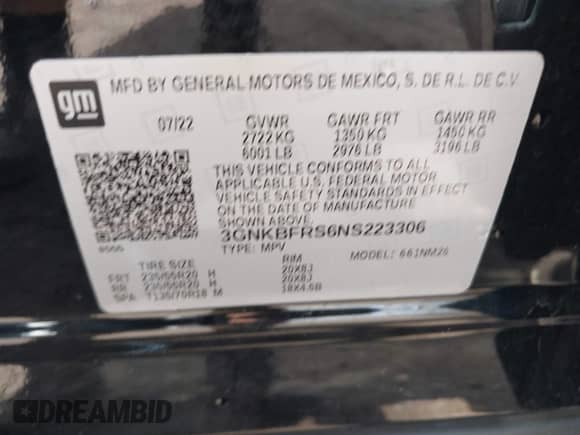 gm
MFD BY GENERAL MOTORS DE MEXICO, S. DE R.L. DE C.V.
07/22 GVWR GAWR FRT GAWR RR
2722 KG 1350 KG 1450 KG
6001 LB 2976 LB 3196 LB
THIS VEHICLE CONFORMS TO ALL
APPLICABLE U.S. FEDERAL MOTOR
VEHICLE SAFETY STANDARDS IN EFFECT
ON THE DATE OF MANUFACTURE
SHOWN ABOVE.
3GNKBFRS6NS223306
TYPE: MPV MODEL: 661NM26
TIRE SIZE RIM
FRT 235/55R20 H 20X8J
RR 235/55R20 H 20X8J
SPA T135/70R18 M 18X4.5B
DREAMBID